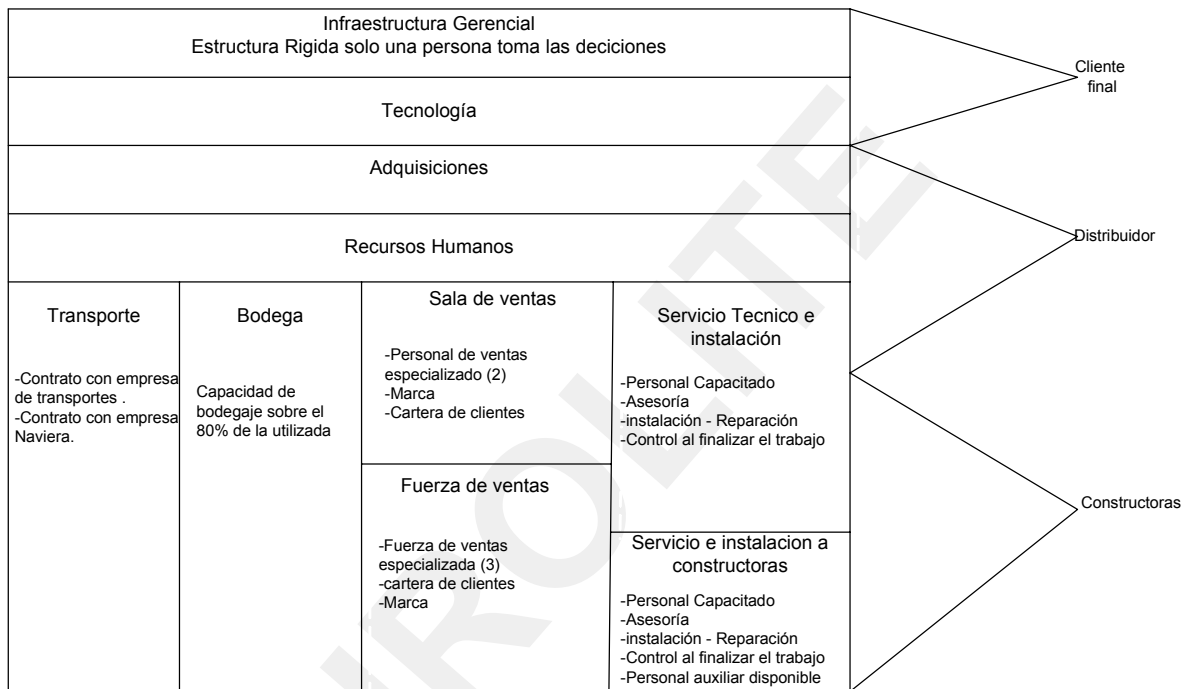 Infraestructura Gerencial
Estructura Rigida solo una persona toma las deciciones
Cliente
final
Tecnología
Adquisiciones
Distribuidor
Recursos Humanos
Transporte
-Contrato con empresa
de transportes .
-Contrato con empresa
Naviera.
Bodega
Capacidad de
bodegaje sobre el
80% de la utilizada
Sala de ventas
-Personal de ventas
especializado (2)
-Marca
-Cartera de clientes
Fuerza de ventas
-Fuerza de ventas
especializada (3)
-cartera de clientes
-Marca
Servicio Tecnico e
instalación
-Personal Capacitado
-Asesoría
-instalación - Reparación
-Control al finalizar el trabajo
Servicio e instalacion a
constructoras
-Personal Capacitado
-Asesoría
-instalación - Reparación
-Control al finalizar el trabajo
-Personal auxiliar disponible
Constructoras